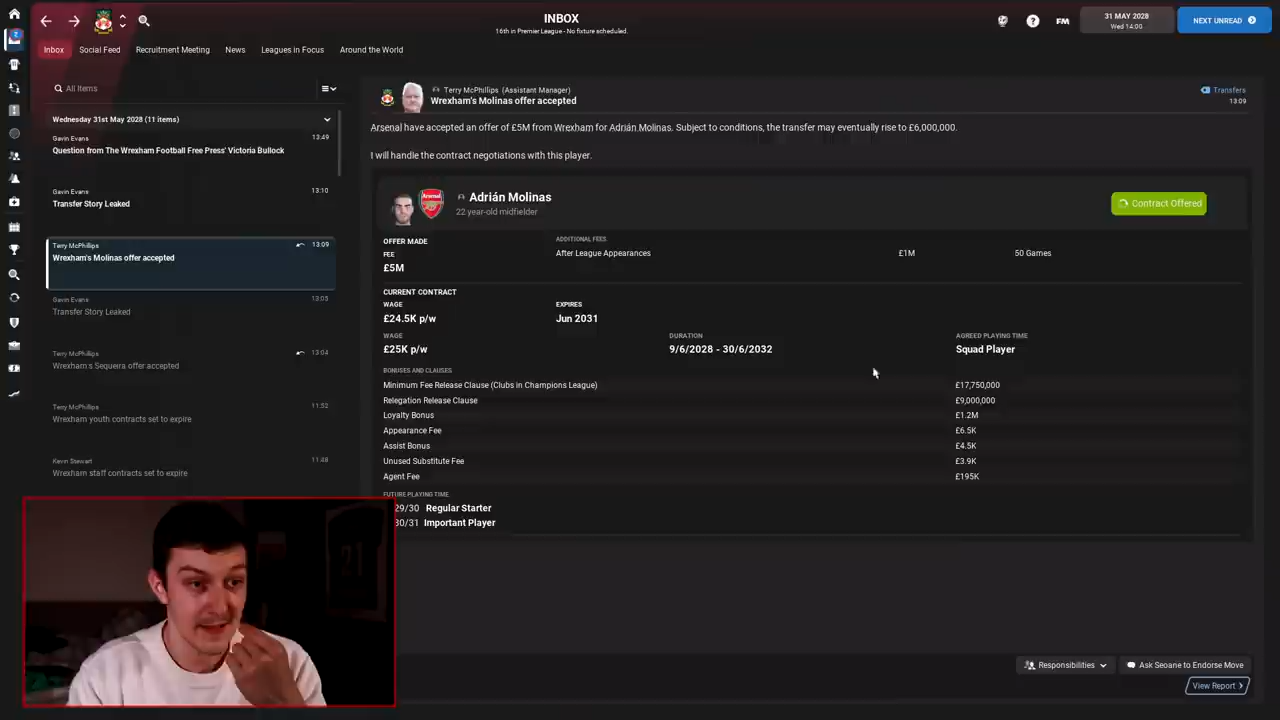 INBOX
16th in Premier League - No fixture scheduled.
FM
31 MAY 2028
Wed 14:00
NEXT UNREAD
Inbox
Social Feed
Recruitment Meeting
News
Leagues in Focus
Around the World
All Items
Wednesday 31st May 2028 (11 items)
Gavin Evans
13:49
Question from The Wrexham Football Free Press' Victoria Bullock
Gavin Evans
13:10
Transfer Story Leaked
Terry McPhillips
13:09
Wrexham's Molinas offer accepted
Gavin Evans
13:05
Transfer Story Leaked
Terry McPhillips
13:04
Wrexham's Sequeira offer accepted
Terry McPhillips
11:52
Wrexham youth contracts set to expire
Kevin Stewart
11:48
Wrexham staff contracts set to expire
Terry McPhillips (Assistant Manager)
Wrexham's Molinas offer accepted
Transfers
13:09
Arsenal have accepted an offer of £5M from Wrexham for Adrián Molinas. Subject to conditions, the transfer may eventually rise to £6,000,000.
I will handle the contract negotiations with this player.
Adrián Molinas
22 year-old midfielder
Contract Offered
OFFER MADE
ADDITIONAL FEES
FEE
£5M
After League Appearances
£1M
50 Games
CURRENT CONTRACT
WAGE
£24.5K p/w
EXPIRES
Jun 2031
WAGE
£25K p/w
DURATION
9/6/2028 - 30/6/2032
AGREED PLAYING TIME
Squad Player
BONUSES AND CLAUSES
Minimum Fee Release Clause (Clubs in Champions League)
£17,750,000
Relegation Release Clause
£9,000,000
Loyalty Bonus
£1.2M
Appearance Fee
£6.5K
Assist Bonus
£4.5K
Unused Substitute Fee
£3.9K
Agent Fee
£195K
FUTURE PLAYING TIME
29/30 Regular Starter
30/31 Important Player
Responsibilities
Ask Seoane to Endorse Move
View Report